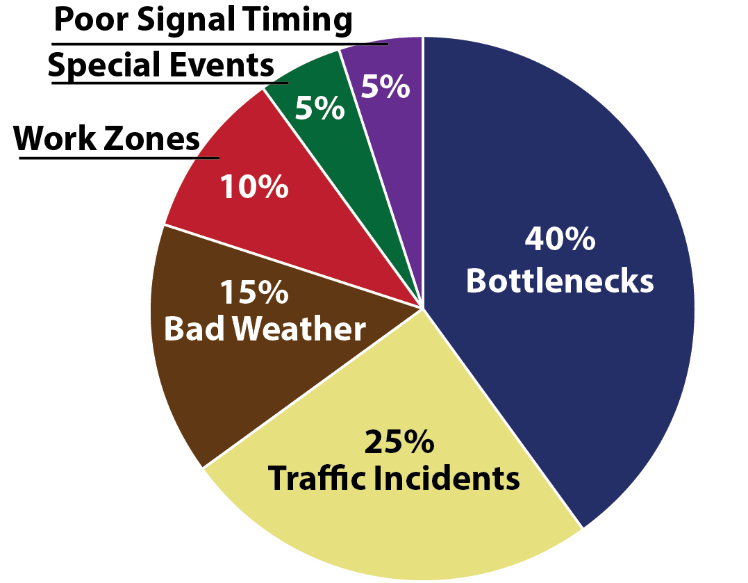 Poor Signal Timing
5%
Special Events
5%
Work Zones
10%
40%
Bottlenecks
15%
Bad Weather
25%
Traffic Incidents